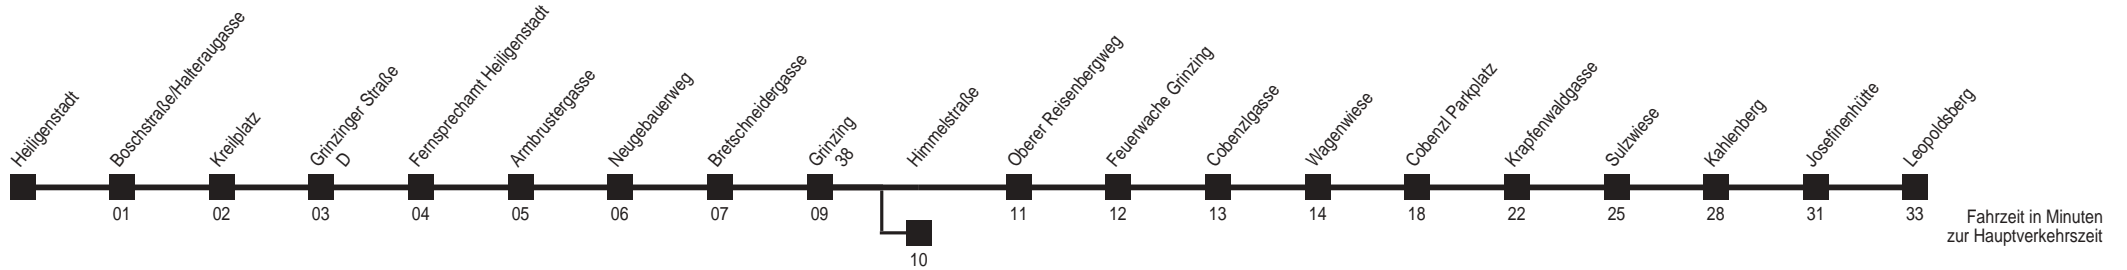 Heiligenstadt
Boschstraße/Halteraugasse
Kreilplatz
Grinzinger Straße
D
Fernsprechamt Heiligenstadt
Armbrustergasse
Neugebauerweg
Bretschneidergasse
Grinzing
38
Himmelstraße
Oberer Reisenbergweg
Feuerwache Grinzing
Cobenzlgasse
Wagenwiese
Cobenzl Parkplatz
Krapfenwaldgasse
Sulzwiese
Kahlenberg
Josefinenhütte
Leopoldsberg
01
02
03
04
05
06
07
09
10
11
12
13
14
18
22
25
28
31
33
Fahrzeit in Minuten
zur Hauptverkehrszeit